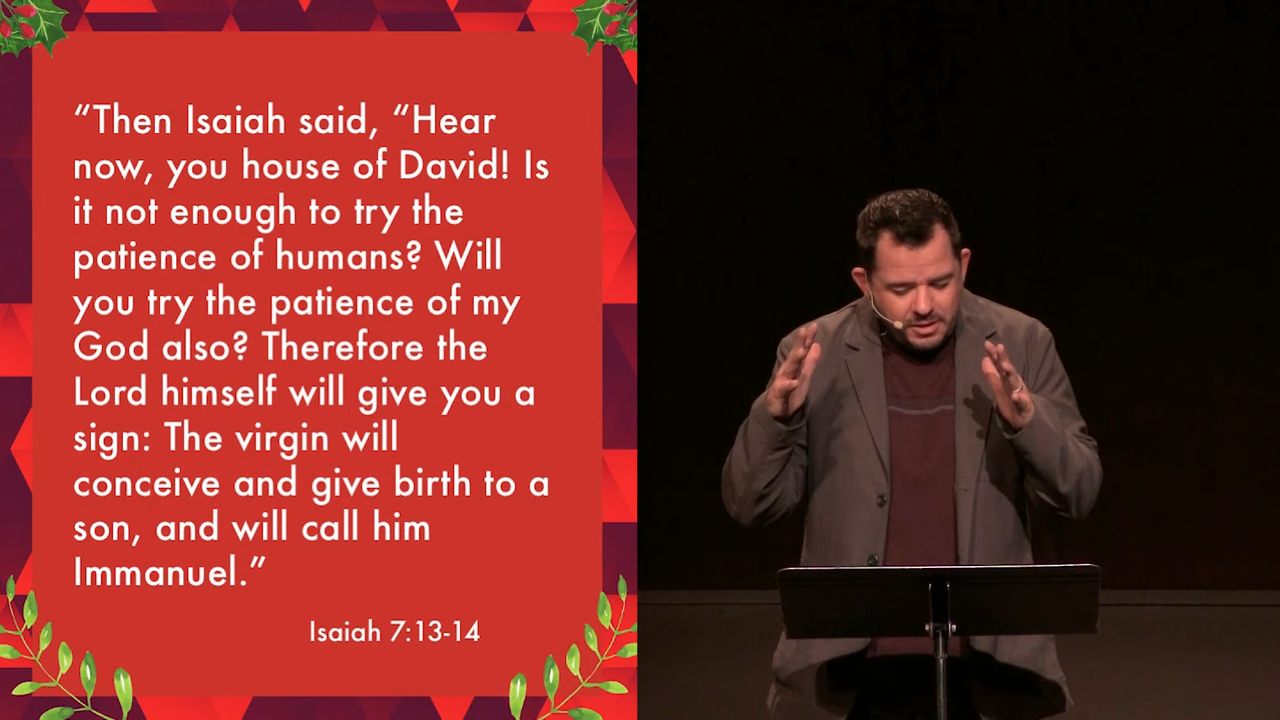 “Then Isaiah said, “Hear
now, you house of David! Is
it not enough to try the
patience of humans? Will
you try the patience of my
God also? Therefore the
Lord himself will give you a
sign: The virgin will
conceive and give birth to a
son, and will call him
Immanuel.”
Isaiah 7:13-14